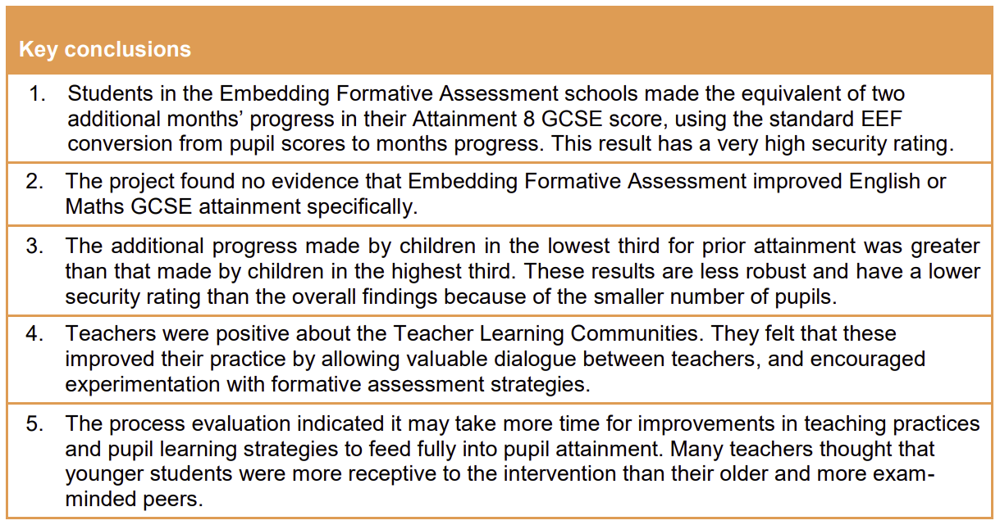 Key conclusions
1. Students in the Embedding Formative Assessment schools made the equivalent of two
additional months’ progress in their Attainment 8 GCSE score, using the standard EEF
conversion from pupil scores to months progress. This result has a very high security rating.
2. The project found no evidence that Embedding Formative Assessment improved English or
Maths GCSE attainment specifically.
3. The additional progress made by children in the lowest third for prior attainment was greater
than that made by children in the highest third. These results are less robust and have a lower
security rating than the overall findings because of the smaller number of pupils.
4. Teachers were positive about the Teacher Learning Communities. They felt that these
improved their practice by allowing valuable dialogue between teachers, and encouraged
experimentation with formative assessment strategies.
5. The process evaluation indicated it may take more time for improvements in teaching practices
and pupil learning strategies to feed fully into pupil attainment. Many teachers thought that
younger students were more receptive to the intervention than their older and more exam-
minded peers.